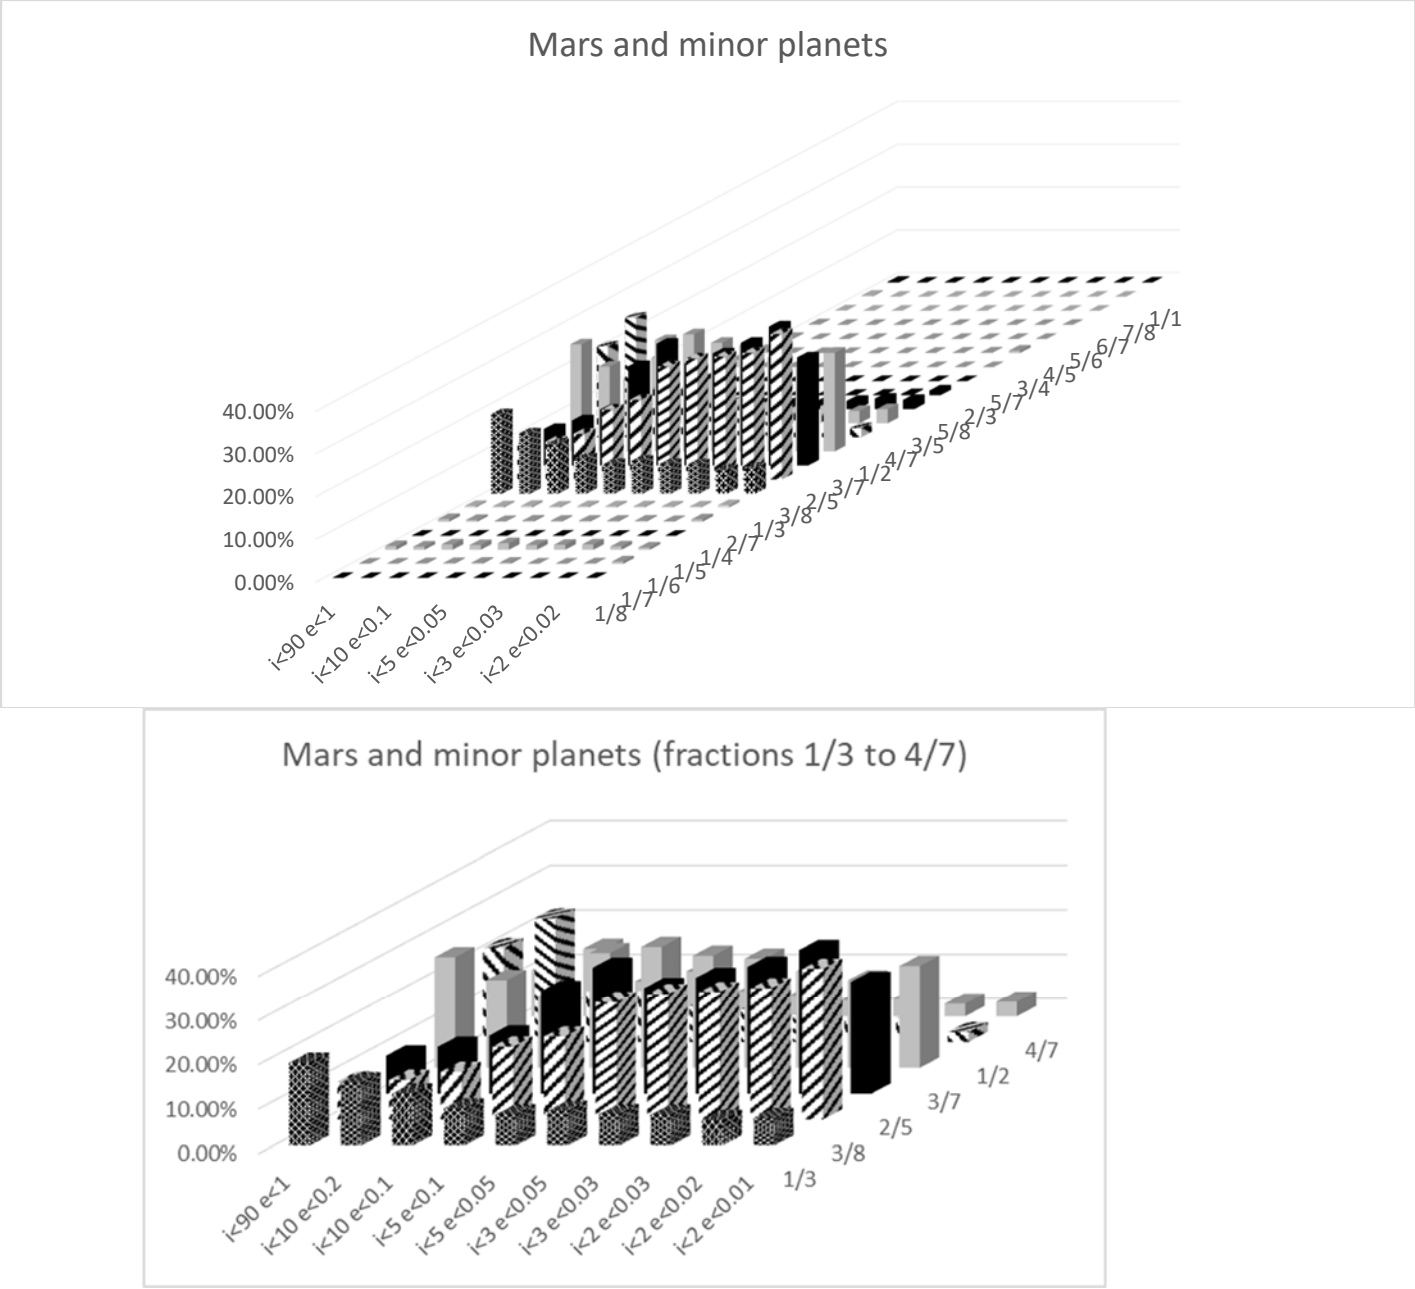 Mars and minor planets
40.00%
30.00%
20.00%
10.00%
0.00%
i<90 e<1
i<10 e<0.1
i<5 e<0.05
i<3 e<0.03
i<2 e<0.02
1/8
1/7
1/6
1/5
1/4
2/7
1/3
3/8
2/5
3/7
1/2
4/7
3/5
5/8
2/3
5/7
3/4
4/5
5/6
6/7
7/8
1/1
Mars and minor planets (fractions 1/3 to 4/7)
40.00%
30.00%
20.00%
10.00%
0.00%
i<90 e<1
i<10 e<0.2
i<10 e<0.1
i<5 e<0.1
i<5 e<0.05
i<3 e<0.05
i<3 e<0.03
i<2 e<0.03
i<2 e<0.02
i<2 e<0.01
1/3
3/8
2/5
3/7
1/2
4/7